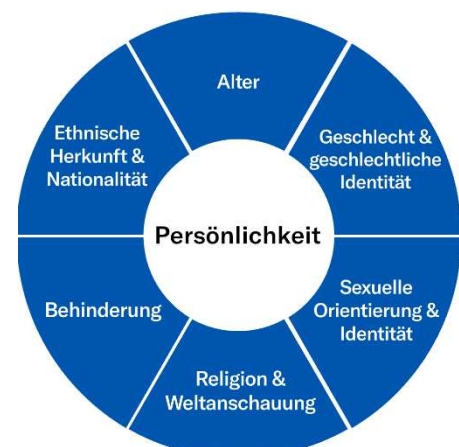 Alter
Geschlecht &
geschlechtliche
Identität
Sexuelle
Orientierung &
Identität
Religion &
Weltanschauung
Behinderung
Ethnische
Herkunft &
Nationalität
Persönlichkeit